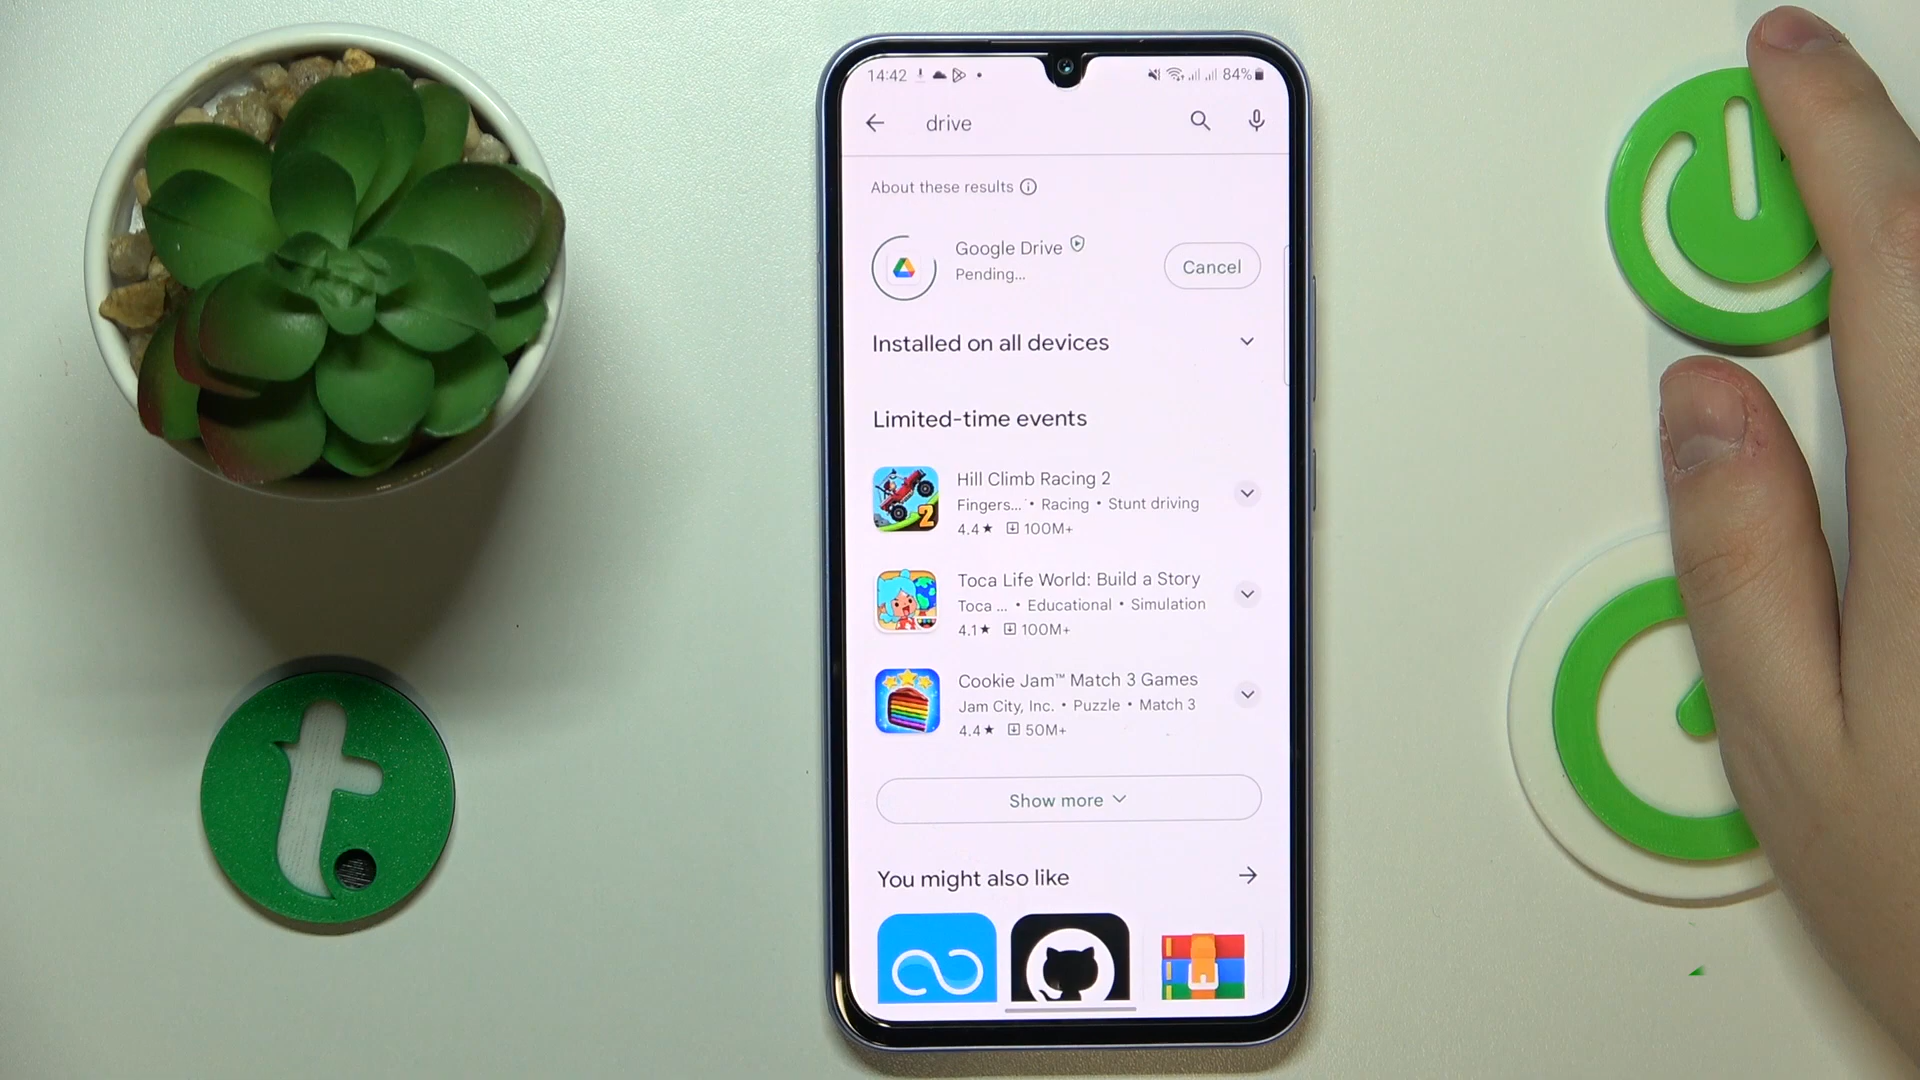 14:42
84%
drive
About these results
Google Drive
Pending...
Cancel
Installed on all devices
Limited-time events
Hill Climb Racing 2
Fingers... • Racing • Stunt driving
4.4★ 100M+
2
Toca Life World: Build a Story
Toca ... • Educational • Simulation
4.1★ 100M+
Cookie Jam™ Match 3 Games
Jam City, Inc. • Puzzle • Match 3
4.4★ 50M+
Show more
You might also like
t.